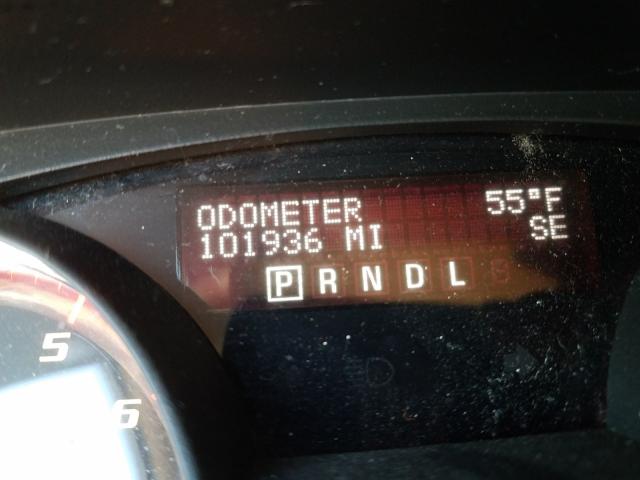 ODOMETER 55°F
101936 MI SE
P R N D L
5
6